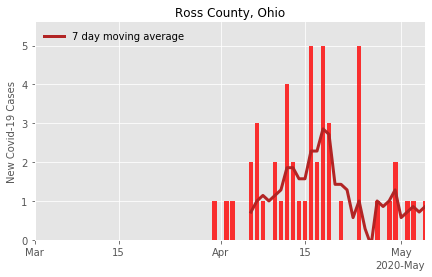 Ross County, Ohio
7 day moving average
New Covid-19 Cases
5
4
3
2
1
0
Mar 15 Apr 15 May
2020-May